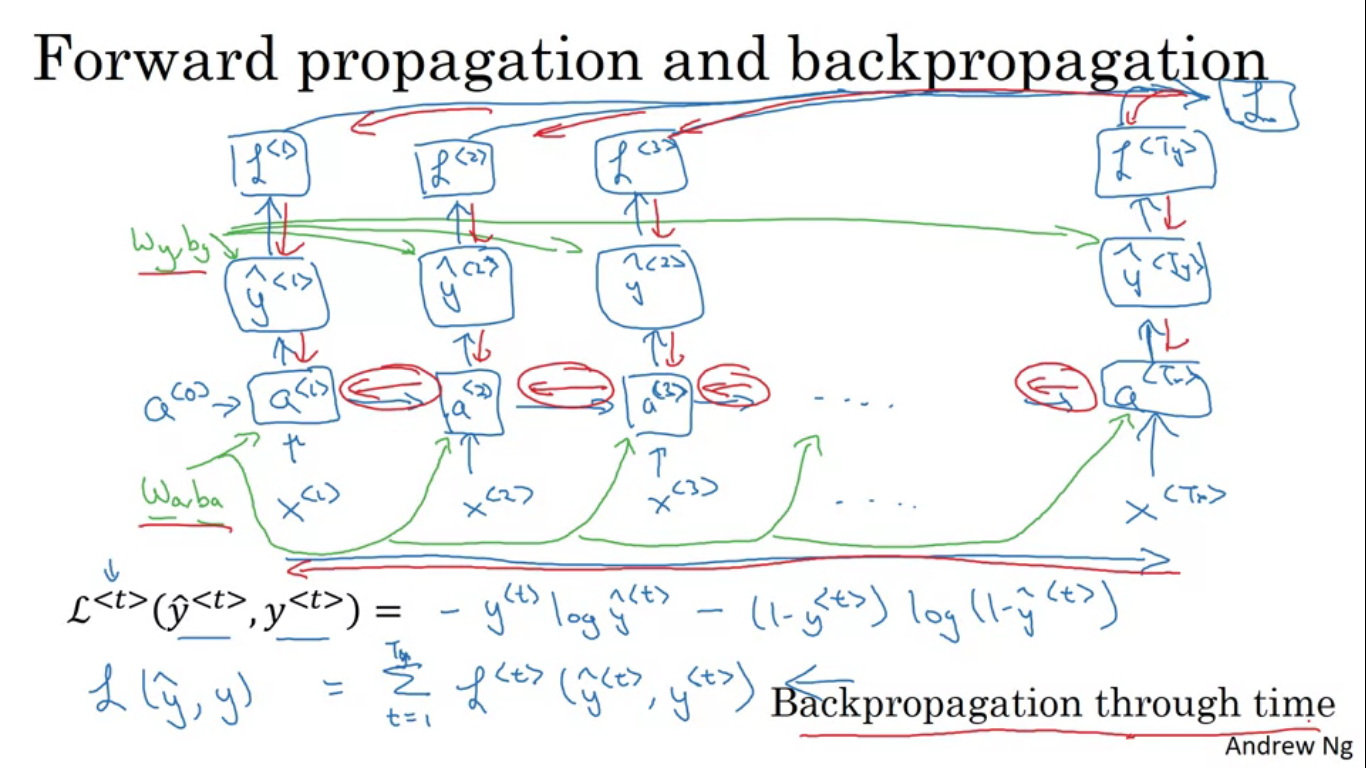 Forward propagation and backpropagation
ℒ
ℒ<1> ℒ<2> ℒ<3> ℒ<Ty>
Wy,by
ŷ<1> ŷ<2> ŷ<2> ŷ<Ty>
a<0> → a<1> a<2> a<3> ..... a<Tx>
Wa,ba
x<1> x<2> x<3> ..... x<Tx>
ℒ<t>(ŷ<t>, y<t>) = - y<t> log ŷ<t> - (1-y<t>) log (1-ŷ<t>)
ℒ(ŷ, y) = Σ Ty t=1 ℒ<t>(ŷ<t>, y<t>) ←
Backpropagation through time
Andrew Ng